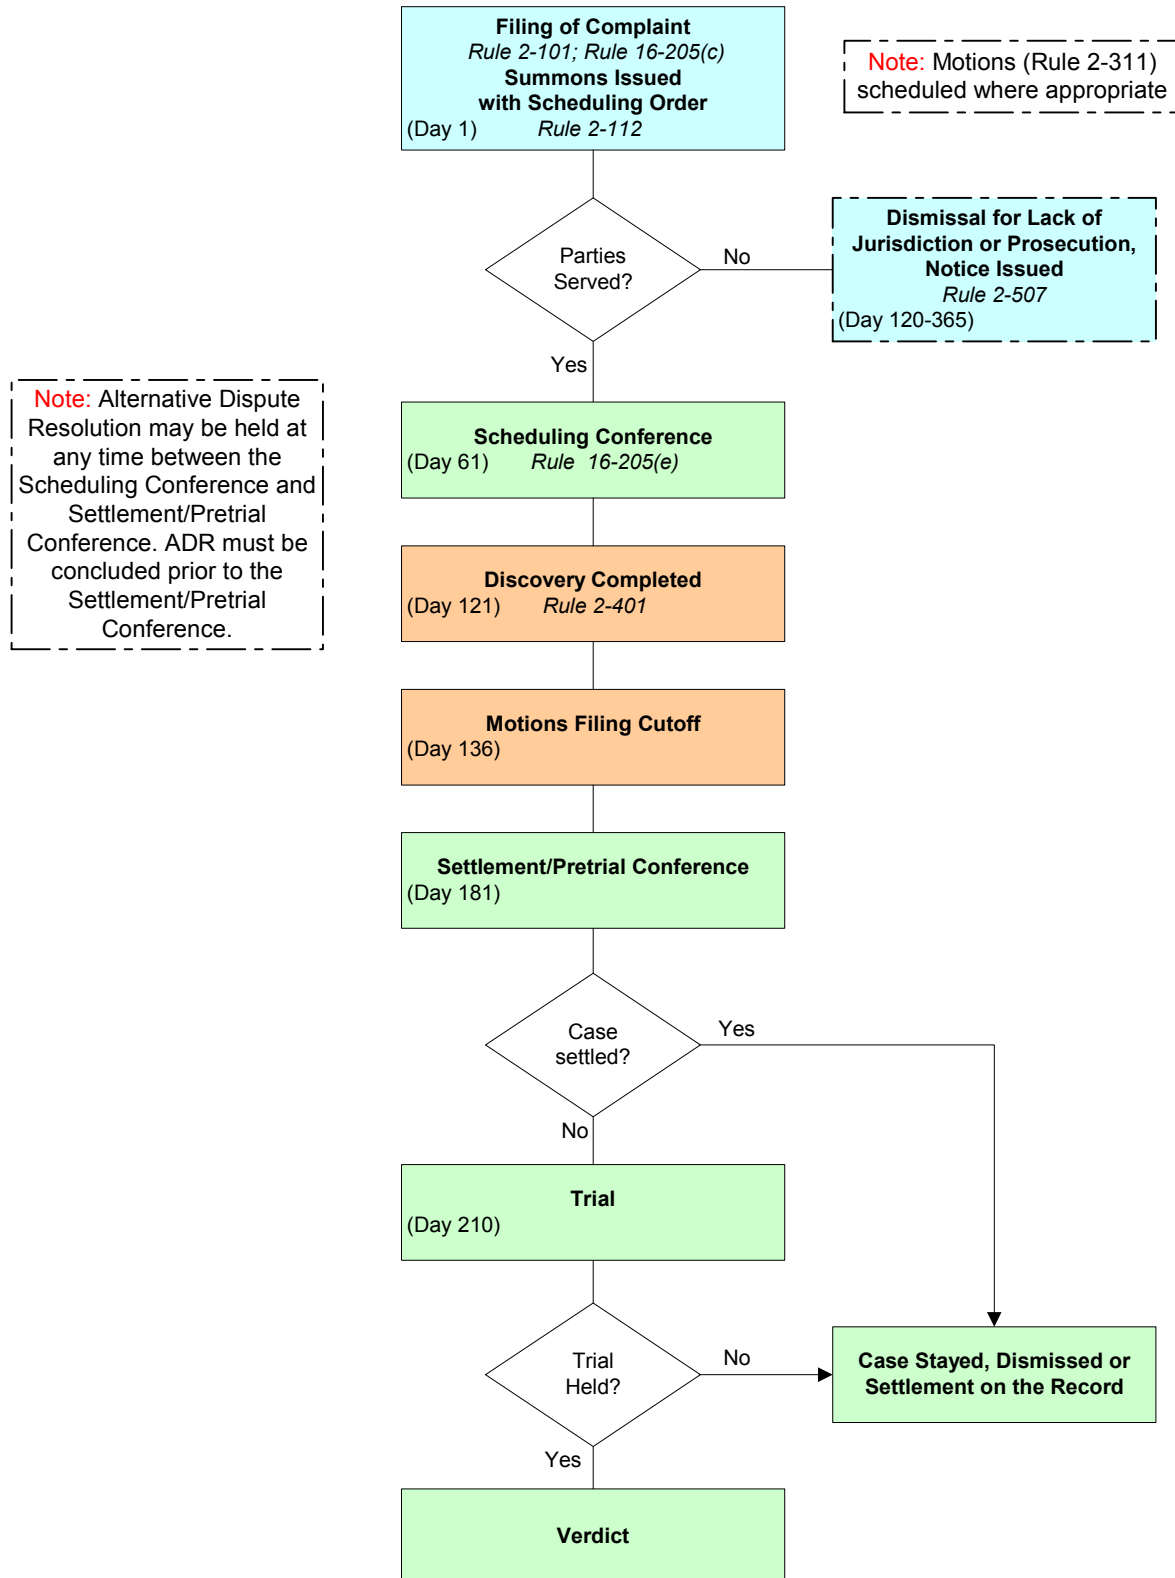 Filing of Complaint
Rule 2-101; Rule 16-205(c)
Summons Issued
with Scheduling Order
(Day 1) Rule 2-112
Note: Motions (Rule 2-311)
scheduled where appropriate
Parties
Served?
No
Dismissal for Lack of
Jurisdiction or Prosecution,
Notice Issued
Rule 2-507
(Day 120-365)
Yes
Note: Alternative Dispute
Resolution may be held at
any time between the
Scheduling Conference and
Settlement/Pretrial
Conference. ADR must be
concluded prior to the
Settlement/Pretrial
Conference.
Scheduling Conference
(Day 61) Rule 16-205(e)
Discovery Completed
(Day 121) Rule 2-401
Motions Filing Cutoff
(Day 136)
Settlement/Pretrial Conference
(Day 181)
Case
settled?
Yes
No
Trial
(Day 210)
Trial
Held?
No
Case Stayed, Dismissed or
Settlement on the Record
Yes
Verdict